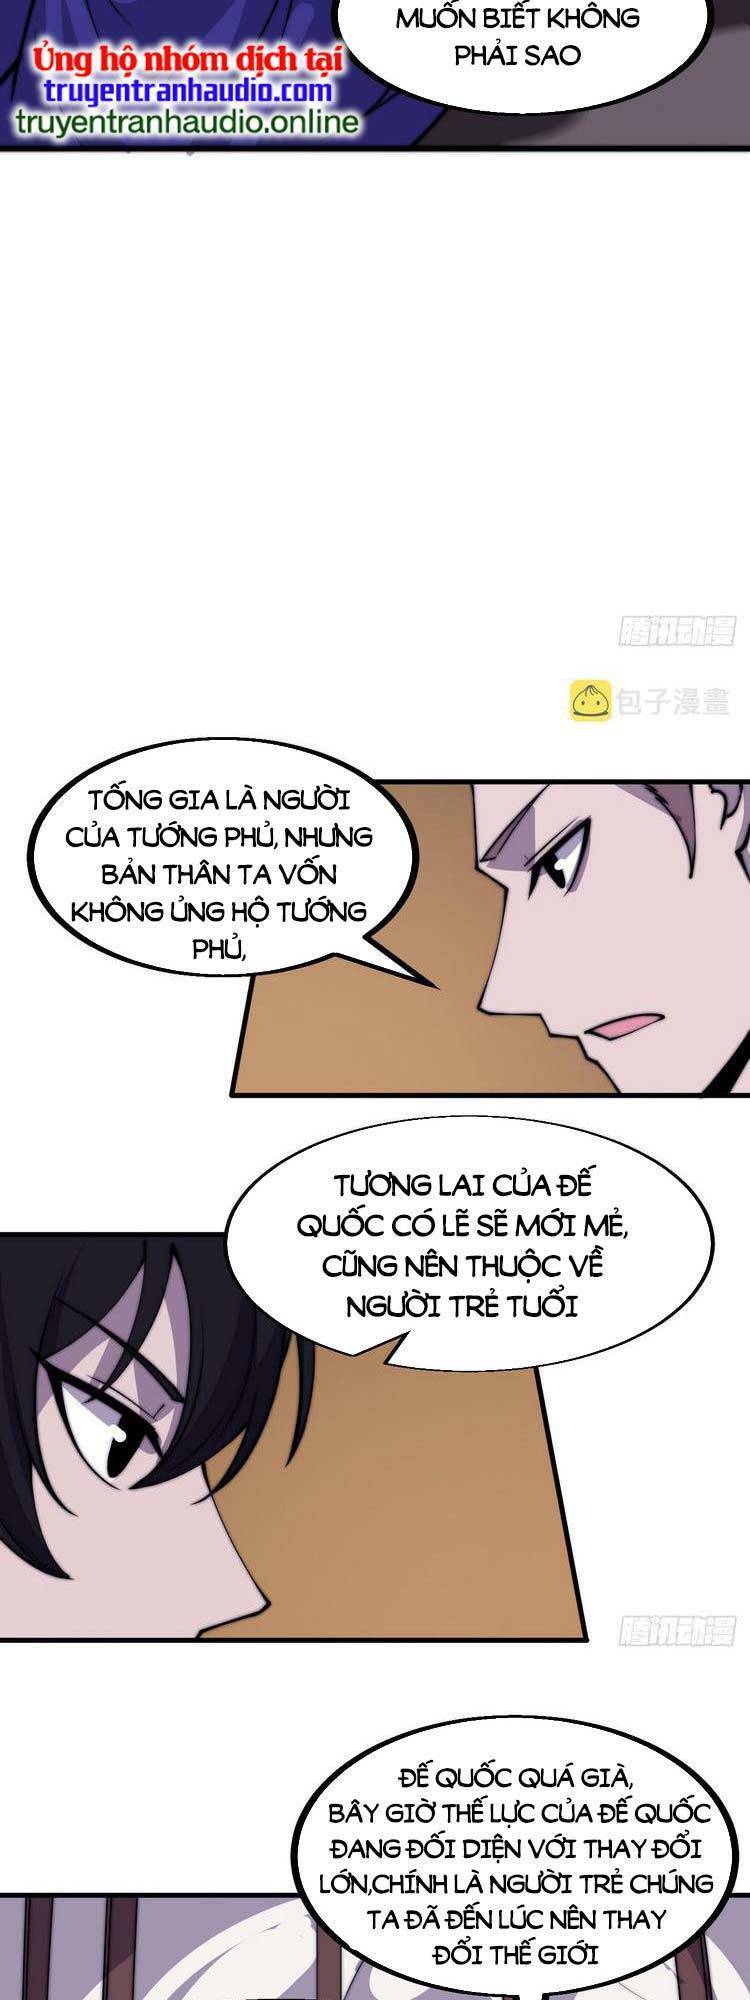 MUỐN BIẾT KHÔNG
PHẢI SAO
Ủng hộ nhóm dịch tại
truyentranhaudio.com
truyentranhaudio.online
腾讯动漫
包子漫畫
TỐNG GIA LÀ NGƯỜI
CỦA TƯỚNG PHỦ, NHƯNG
BẢN THÂN TA VỐN
KHÔNG ỦNG HỘ TƯỚNG
PHỦ,
TƯƠNG LAI CỦA ĐẾ
QUỐC CÓ LẼ SẼ MỚI MẺ,
CŨNG NÊN THUỘC VỀ
NGƯỜI TRẺ TUỔI
腾讯动漫
ĐẾ QUỐC QUÁ GIÀ,
BÂY GIỜ THẾ LỰC CỦA ĐẾ QUỐC
ĐANG ĐỐI DIỆN VỚI THAY ĐỔI
LỚN,CHÍNH LÀ NGƯỜI TRẺ CHÚNG
TA ĐÃ ĐẾN LÚC NÊN THAY
ĐỔI THẾ GIỚI